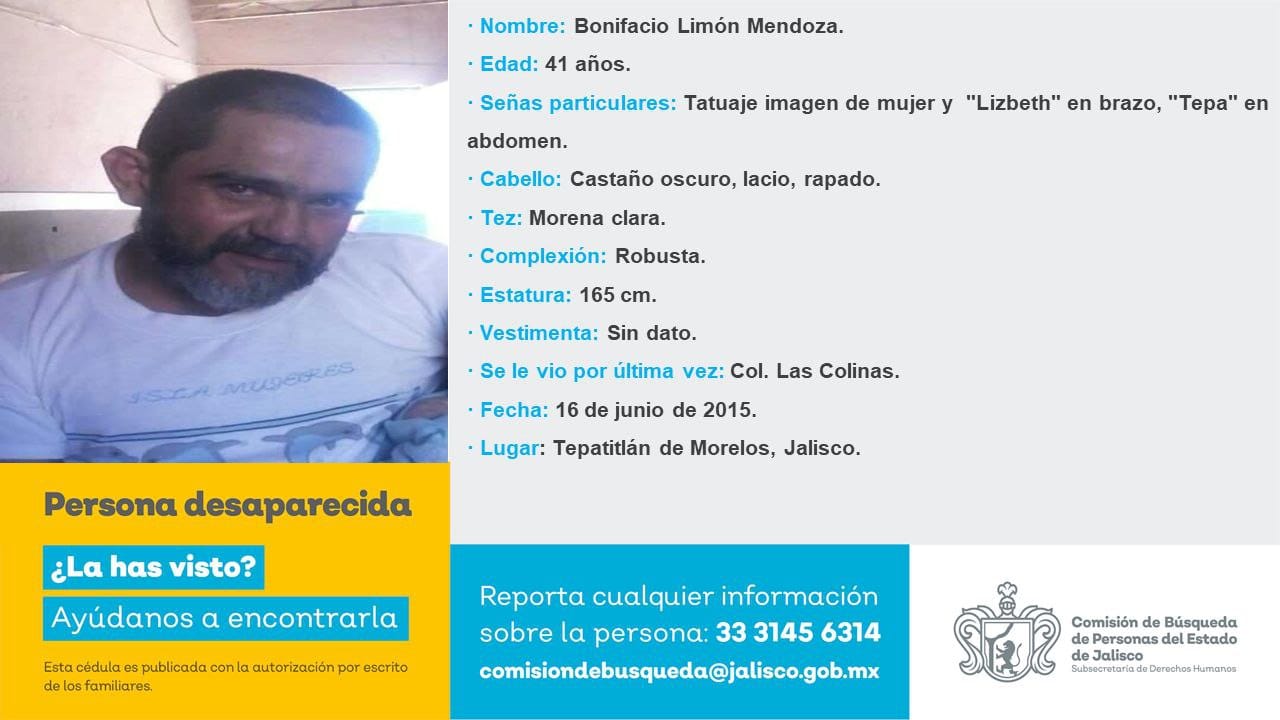 · Nombre: Bonifacio Limón Mendoza.
· Edad: 41 años.
· Señas particulares: Tatuaje imagen de mujer y "Lizbeth" en brazo, "Tepa" en
abdomen.
· Cabello: Castaño oscuro, lacio, rapado.
· Tez: Morena clara.
· Complexión: Robusta.
· Estatura: 165 cm.
· Vestimenta: Sin dato.
· Se le vio por última vez: Col. Las Colinas.
· Fecha: 16 de junio de 2015.
· Lugar: Tepatitlán de Morelos, Jalisco.
ISLA MUJERES
Persona desaparecida
¿La has visto?
Ayúdanos a encontrarla
Esta cédula es publicada con la autorización por escrito
de los familiares.
Reporta cualquier información
sobre la persona: 33 3145 6314
comisiondebusqueda@jalisco.gob.mx
Comisión de Búsqueda
de Personas del Estado
de Jalisco
Subsecretaría de Derechos Humanos